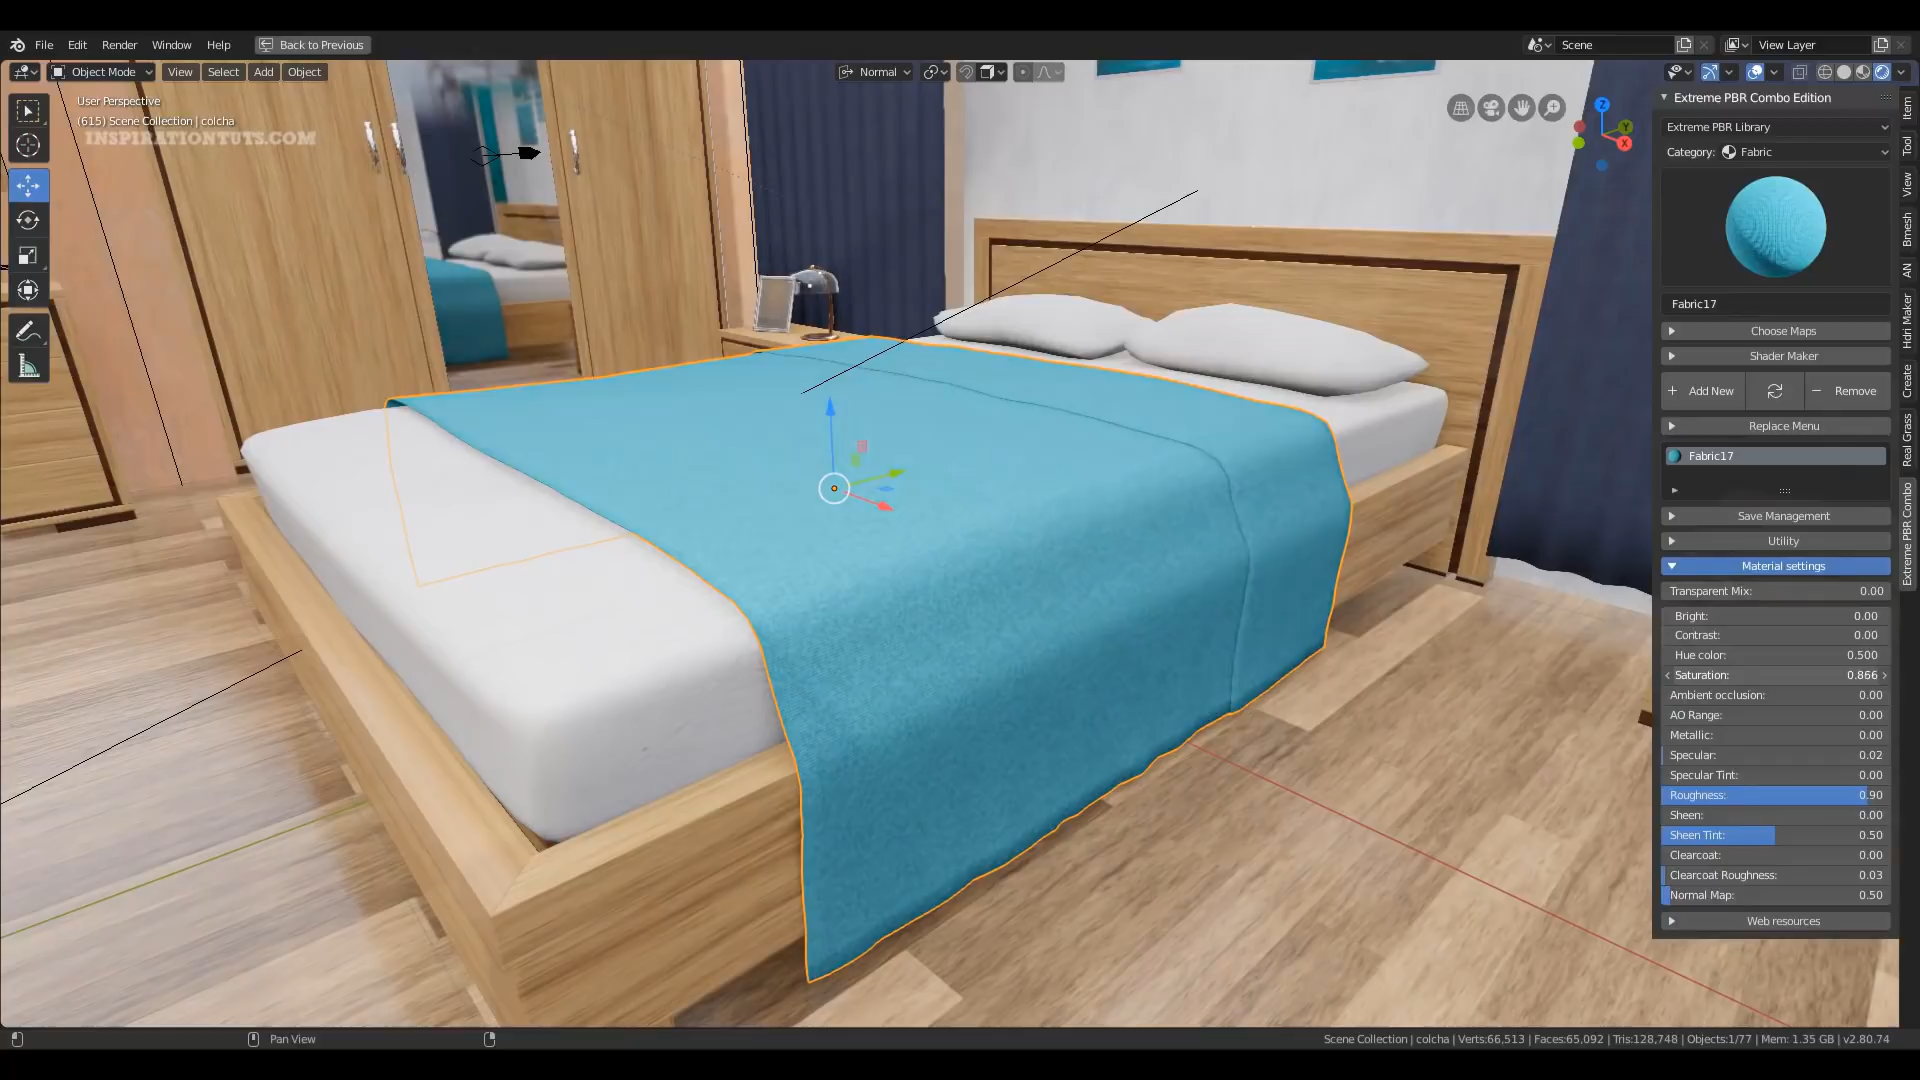 File Edit Render Window Help Back to Previous Scene View Layer
Object Mode View Select Add Object Normal
User Perspective
(615) Scene Collection | colcha
INSPIRATIONTUTS.COM
Extreme PBR Combo Edition
Extreme PBR Library
Category: Fabric
Fabric17
Choose Maps
Shader Maker
Add New Remove
Replace Menu
Fabric17
Save Management
Utility
Material settings
Transparent Mix: 0.00
Bright: 0.00
Contrast: 0.00
Hue color: 0.500
Saturation: 0.866
Ambient occlusion: 0.00
AO Range: 0.00
Metallic: 0.00
Specular: 0.02
Specular Tint: 0.00
Roughness: 0.90
Sheen: 0.00
Sheen Tint: 0.50
Clearcoat: 0.00
Clearcoat Roughness: 0.03
Normal Map: 0.50
Web resources
Item
Tool
View
Bmesh
AN
Hdri Maker
Create
Real Grass
Extreme PBR Combo
Z
Y
X
Pan View
Scene Collection | colcha | Verts:66,513 | Faces:65,092 | Tris:128,748 | Objects:1/77 | Mem: 1.35 GB | v2.80.74